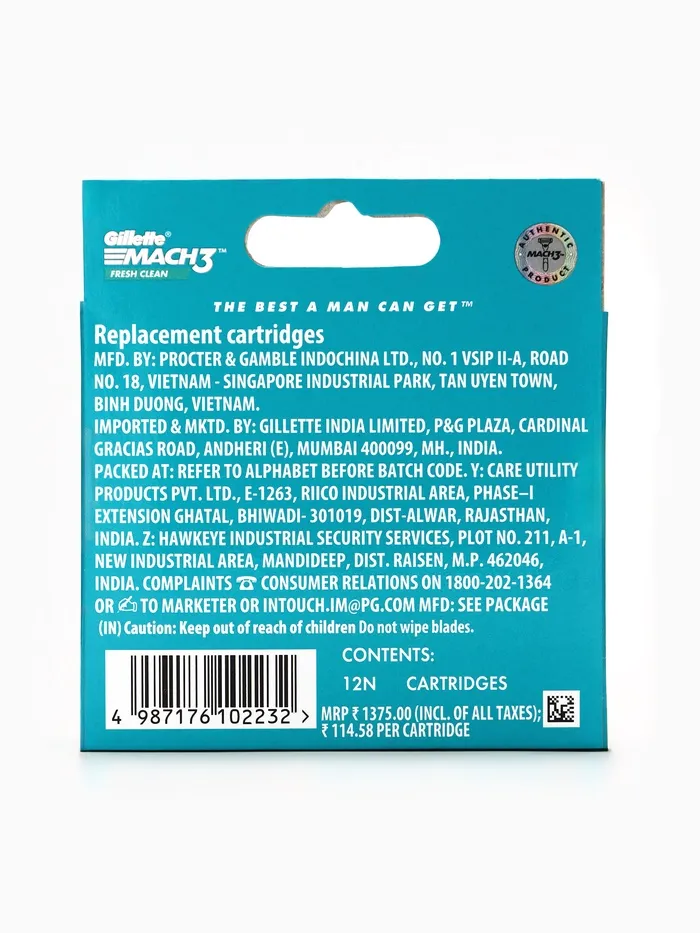 Gillette®
MACH3™
FRESH CLEAN
AUTHENTIC
MACH3™
PRODUCT
THE BEST A MAN CAN GET™
Replacement cartridges
MFD. BY: PROCTER & GAMBLE INDOCHINA LTD., NO. 1 VSIP II-A, ROAD
NO. 18, VIETNAM - SINGAPORE INDUSTRIAL PARK, TAN UYEN TOWN,
BINH DUONG, VIETNAM.
IMPORTED & MKTD. BY: GILLETTE INDIA LIMITED, P&G PLAZA, CARDINAL
GRACIAS ROAD, ANDHERI (E), MUMBAI 400099, MH., INDIA.
PACKED AT: REFER TO ALPHABET BEFORE BATCH CODE. Y: CARE UTILITY
PRODUCTS PVT. LTD., E-1263, RIICO INDUSTRIAL AREA, PHASE–I
EXTENSION GHATAL, BHIWADI- 301019, DIST-ALWAR, RAJASTHAN,
INDIA. Z: HAWKEYE INDUSTRIAL SECURITY SERVICES, PLOT NO. 211, A-1,
NEW INDUSTRIAL AREA, MANDIDEEP, DIST. RAISEN, M.P. 462046,
INDIA. COMPLAINTS ☎ CONSUMER RELATIONS ON 1800-202-1364
OR ✍ TO MARKETER OR INTOUCH.IM@PG.COM MFD: SEE PACKAGE
(IN) Caution: Keep out of reach of children Do not wipe blades.
CONTENTS:
12N CARTRIDGES
4 987176 102232 >
MRP ₹ 1375.00 (INCL. OF ALL TAXES);
₹ 114.58 PER CARTRIDGE